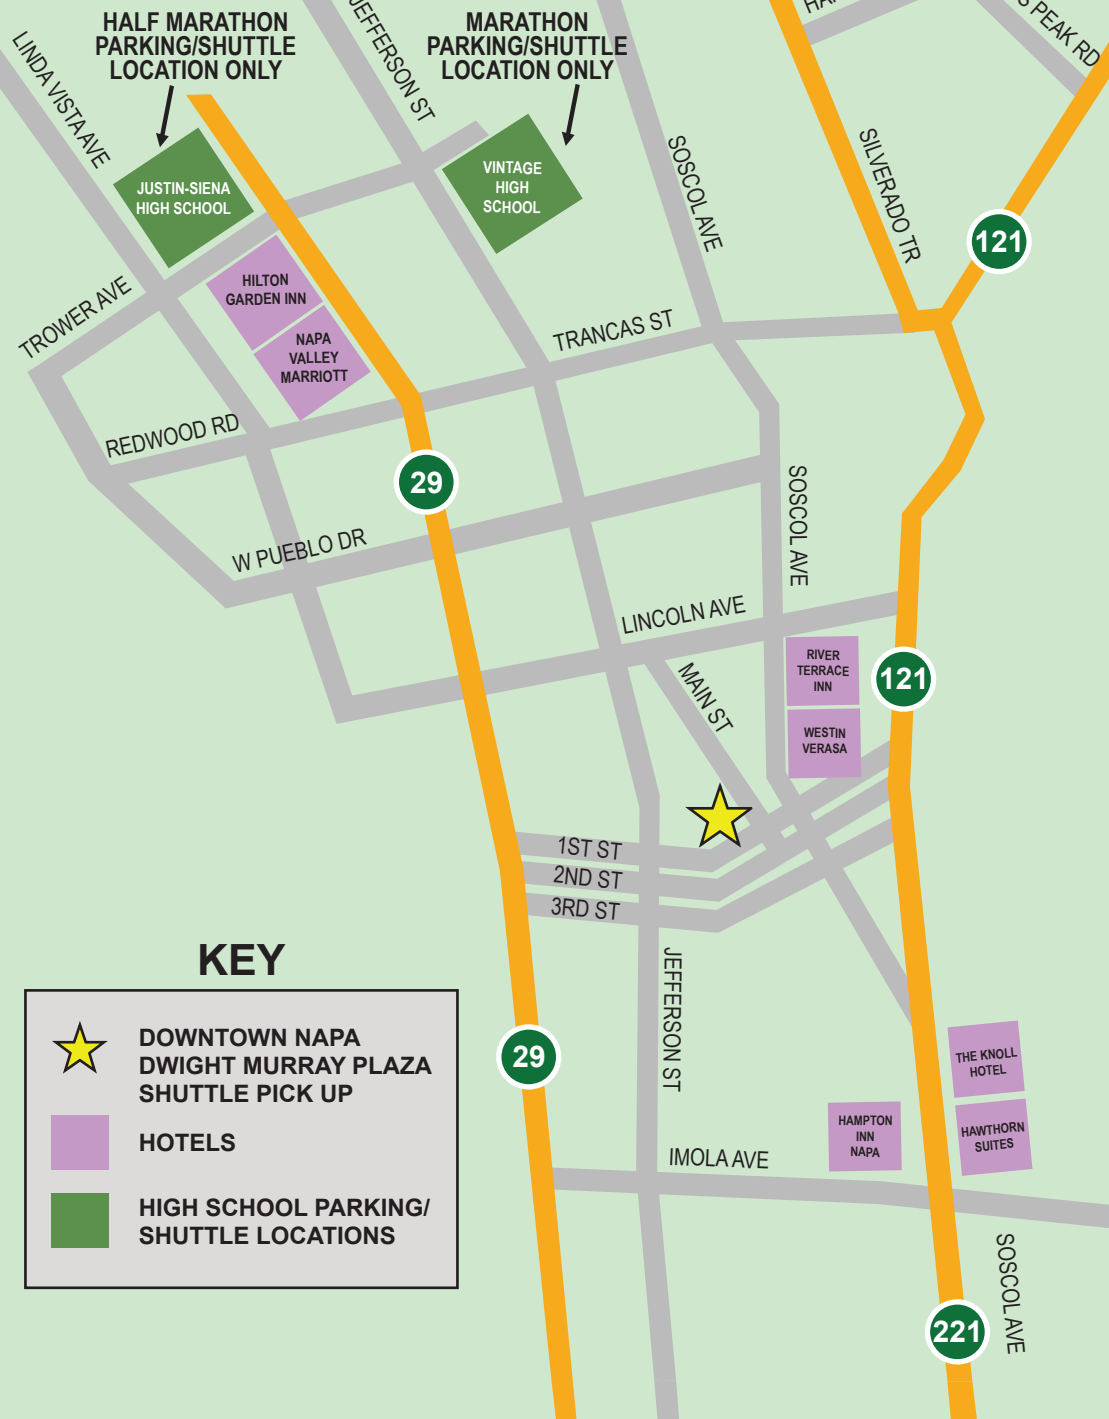 HALF MARATHON
PARKING/SHUTTLE
LOCATION ONLY
MARATHON
PARKING/SHUTTLE
LOCATION ONLY
LINDA VISTA AVE
JEFFERSON ST
SOSCOL AVE
SILVERADO TR
S PEAK RD
JUSTIN-SIENA
HIGH SCHOOL
VINTAGE
HIGH
SCHOOL
121
TROWER AVE
HILTON
GARDEN INN
NAPA
VALLEY
MARRIOTT
TRANCAS ST
REDWOOD RD
29
W PUEBLO DR
SOSCOL AVE
LINCOLN AVE
MAIN ST
RIVER
TERRACE
INN
121
WESTIN
VERASA
1ST ST
2ND ST
3RD ST
JEFFERSON ST
29
THE KNOLL
HOTEL
HAMPTON
INN
NAPA
HAWTHORN
SUITES
IMOLA AVE
SOSCOL AVE
221
KEY
DOWNTOWN NAPA
DWIGHT MURRAY PLAZA
SHUTTLE PICK UP
HOTELS
HIGH SCHOOL PARKING/
SHUTTLE LOCATIONS